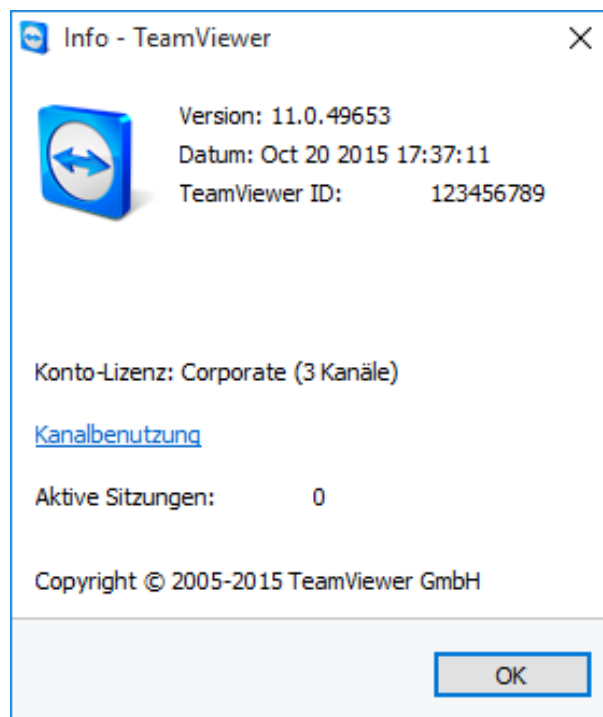 Info - TeamViewer
Version: 11.0.49653
Datum: Oct 20 2015 17:37:11
TeamViewer ID: 123456789
Konto-Lizenz: Corporate (3 Kanäle)
Kanalbenutzung
Aktive Sitzungen: 0
Copyright © 2005-2015 TeamViewer GmbH
OK